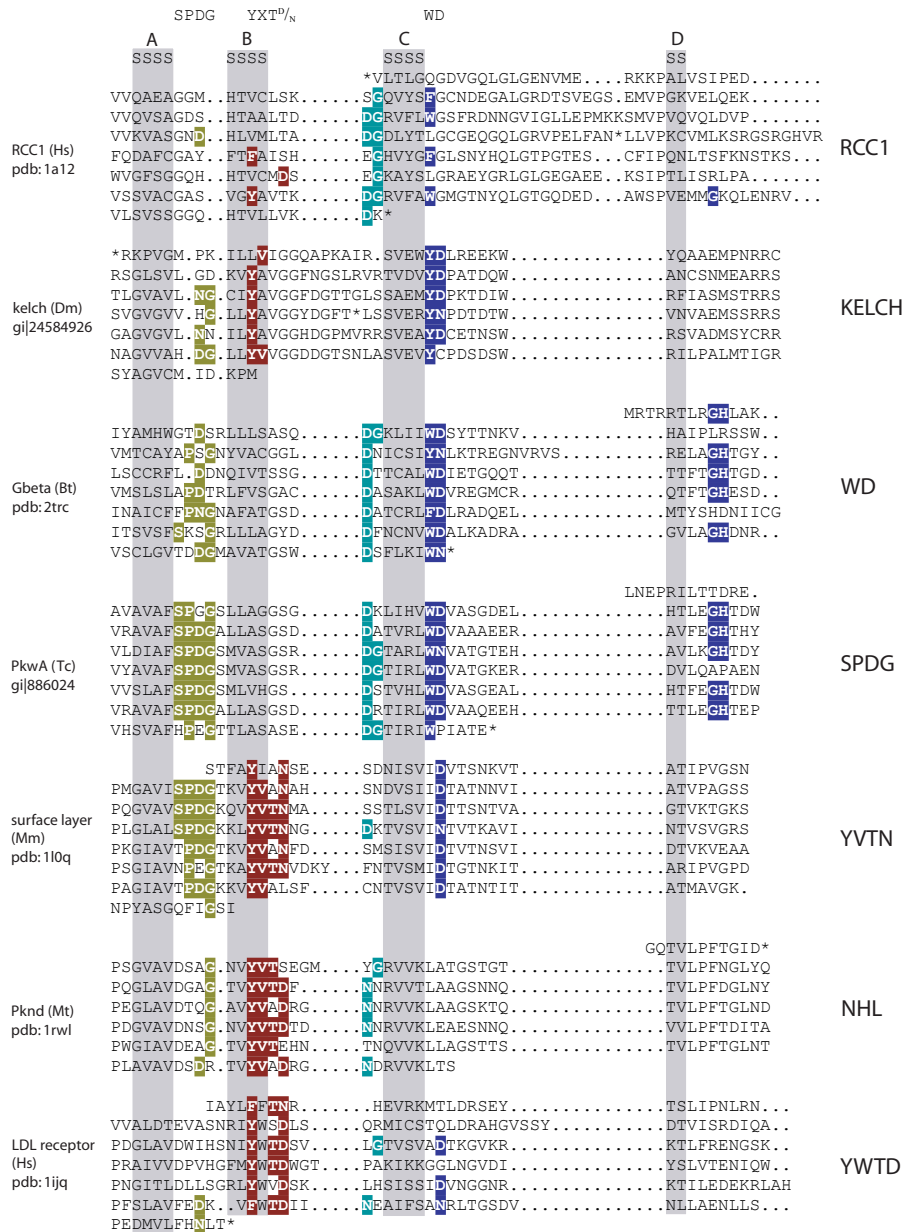 SPDG YXTD/N WD
A B C D
SSSS SSSS SSSS SS
*VLTLGQGDVGQLGLGENVME....RKKPALVSIPED.......
VVQAEAGGM..HTVCLSK......SGQVYSFGCNDEGALGRDTSVEGS.EMVPGKVELQEK.....
VVQVSAGDS..HTAALTD......DGRVFLWGSFRDNNGVIGLLEPMKKSMVPVQVQLDVP.....
VVKVASGND..HLVMLTA......DGDLYTLGCGEQGQLGRVPELFAN*LLVPKCVMLKSRGSRGHVR
RCC1 (Hs)
pdb: 1a12
FQDAFCGAY..FTFAISH......EGHVYGFGLSNYHQLGTPGTES..CFIPQNLTSFKNSTKS..
WVGFSGGQH..HTVCMDS......EGKAYSLGRAEYGRLGLGEGAEE..KSIPTLISRLPA.....
VSSVACGAS..VGYAVTK......DGRVFAWGMGTNYQLGTGQDED..AWSPVEMMGKQLENRV..
VLSVSSGGQ..HTVLLVK......DK*
RCC1
*RKPVGM.PK.ILLVIGGQAPKAIR.SVEWYDLREEKW..............YQAAEMPNRRC
RSGLSVL.GD.KVYAVGGFNGSLRVRTVDVYDPATDQW..............ANCSNMEARRS
TLGVAVL.NG.CIYAVGGFDGTTGLSSAEMYDPKTDIW..............RFIASMSTRRS
kelch (Dm)
gi|24584926
SVGVGVV.HG.LLYAVGGYDGFT*LSSVERYNPDTDTW..............VNVAEMSSRRS
GAGVGVL.NN.ILYAVGGHDGPMVRRSVEAYDCETNSW..............RSVADMSYCRR
NAGVVAH.DG.LLYVVGGDDGTSNLASVEVYCPDSDSW..............RILPALMTIGR
SYAGVCM.ID.KPM
KELCH
MRTRRTLRGHLAK..
IYAMHWGTDSRLLLSASQ......DGKLIIWDSYTTNKV.............HAIPLRSSW..
VMTCAYAPSGNYVACGGL......DNICSIYNLKTREGNVRVS.........RELAGHTGY..
LSCCRFL.DDNQIVTSSG......DTTCALWDIETGQQT.............TTFTGHTGD..
Gbeta (Bt)
pdb: 2trc
VMSLSLAPDTRLFVSGAC......DASAKLWDVREGMCR.............QTFTGHESD..
INAICFFPNGNAFATGSD......DATCRLFDLRADQEL.............MTYSHDNIICG
ITSVSFSKSGRLLLAGYD......DFNCNVWDALKADRA.............GVLAGHDNR..
VSCLGVTDDGMAVATGSW......DSFLKIWN*
WD
LNEPRILTTDRE.
AVAVAFSPGGSLLAGGSG......DKLIHVWDVASGDEL.............HTLEGHTDW
VRAVAFSPDGALLASGSD......DATVRLWDVAAAEER.............AVFEGHTHY
VLDIAFSPDGSMVASGSR......DGTARLWNVATGTEH.............AVLKGHTDY
PkwA (Tc)
gi|886024
VYAVAFSPDGSMVASGSR......DGTIRLWDVATGKER.............DVLQAPAEN
VVSLAFSPDGSMLVHGS.......DSTVHLWDVASGEAL.............HTFEGHTDW
VRAVAFSPDGALLASGSD......DRTIRLWDVAAQEEH.............TTLEGHTEP
VHSVAFHPEGTTLASASE......DGTIRIWPIATE*
SPDG
STFAYIANSE.....SDNISVIDVTSNKVT.............ATIPVGSN
PMGAVISPDGTKVYVANAH.....SNDVSIIDTATNNVI.............ATVPAGSS
PQGVAVSPDGKQVYVTNMA.....SSTLSVIDTTSNTVA.............GTVKTGKS
PLGLALSPDGKKLYVTNNG.....DKTVSVINTVTKAVI.............NTVSVGRS
surface layer
(Mm)
pdb: 1l0q
PKGIAVTPDGTKVYVANFD.....SMSISVIDTVTNSVI.............DTVKVEAA
PSGIAVNPEGTKAYVTNVDKY...FNTVSMIDTGTNKIT.............ARIPVGPD
PAGIAVTPDGKKVYVALSF.....CNTVSVIDTATNTIT.............ATMAVGK.
NPYASGQFIGSI
YVTN
GQTVLPFTGID*
PSGVAVDSAG.NVYVTSEGM....YGRVVKLATGSTGT..............TVLPFNGLYQ
PQGLAVDGAG.TVYVTDF......NNRVVTLAAGSNNQ..............TVLPFDGLNY
PEGLAVDTQG.AVYVADRG.....NNRVVKLAAGSKTQ..............TVLPFTGLND
Pknd (Mt)
pdb: 1rwl
PDGVAVDNSG.NVYVTDTD.....NNRVVKLEAESNNQ..............VVLPFTDITA
PWGIAVDEAG.TVYVTEHN.....TNQVVKLLAGSTTS..............TVLPFTGLNT
PLAVAVDSDR.TVYVADRG.....NDRVVKLTS
NHL
IAYLFFTNR......HEVRKMTLDRSEY...............TSLIPNLRN..
VVALDTEVASNRIYWSDLS.....QRMICSTQLDRAHGVSSY..........DTVISRDIQA..
PDGLAVDWIHSNIYWTDSV.....LGTVSVADTKGVKR..............KTLFRENGSK..
LDL receptor
(Hs)
pdb: 1ijq
PRAIVVDPVHGFMYWTDWGT....PAKIKKGGLNGVDI..............YSLVTENIQW..
PNGITLDLLSGRLYWVDSK.....LHSISSIDVNGGNR..............KTILEDEKRLAH
PFSLAVFEDK..VFWTDII.....NEAIFSANRLTGSDV.............NLLAENLLS..
PEDMVLFHNLT*
YWTD